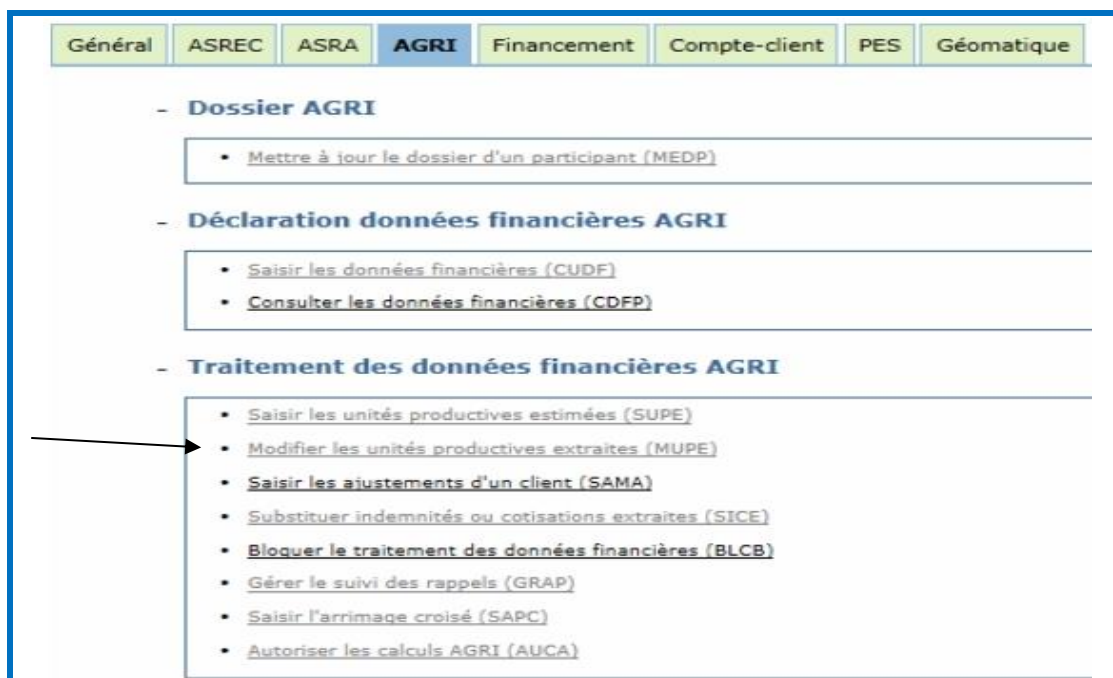 Général ASREC ASRA AGRI Financement Compte-client PES Géomatique
- Dossier AGRI
• Mettre à jour le dossier d'un participant (MEDP)
- Déclaration données financières AGRI
• Saisir les données financières (CUDF)
• Consulter les données financières (CDFP)
- Traitement des données financières AGRI
• Saisir les unités productives estimées (SUPE)
• Modifier les unités productives extraites (MUPE)
• Saisir les ajustements d'un client (SAMA)
• Substituer indemnités ou cotisations extraites (SICE)
• Bloquer le traitement des données financières (BLCB)
• Gérer le suivi des rappels (GRAP)
• Saisir l'arrimage croisé (SAPC)
• Autoriser les calculs AGRI (AUCA)